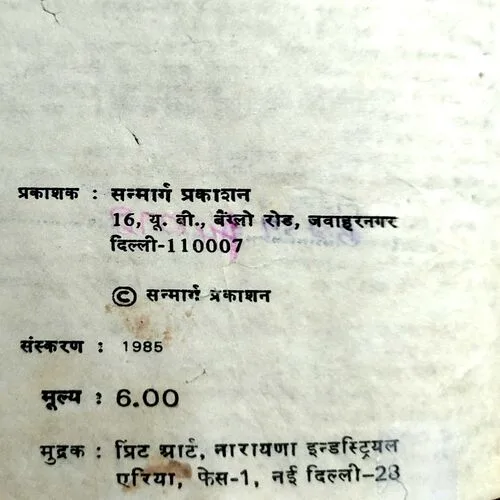 प्रकाशक : सन्मार्ग प्रकाशन
16, यू. बी., बैंग्लो रोड, जवाहरनगर
दिल्ली-110007
© सन्मार्ग प्रकाशन
संस्करण : 1985
मूल्य : 6.00
मुद्रक : प्रिंट आर्ट, नारायणा इन्डस्ट्रियल
एरिया, फेस-1, नई दिल्ली-28